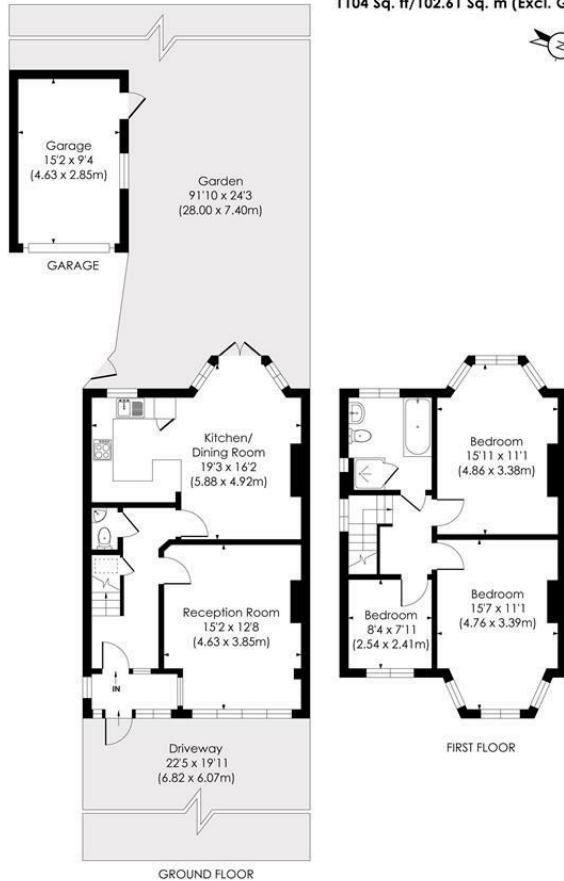 1104 Sq. ft/102.61 Sq. m (Excl.
N
Garage
15'2 x 9'4
(4.63 x 2.85m)
GARAGE
Garden
91'10 x 24'3
(28.00 x 7.40m)
Kitchen/
Dining Room
19'3 x 16'2
(5.88 x 4.92m)
Reception Room
15'2 x 12'8
(4.63 x 3.85m)
IN
Driveway
22'5 x 19'11
(6.82 x 6.07m)
GROUND FLOOR
Bedroom
15'11 x 11'1
(4.86 x 3.38m)
Bedroom
8'4 x 7'11
(2.54 x 2.41m)
Bedroom
15'7 x 11'1
(4.76 x 3.39m)
FIRST FLOOR